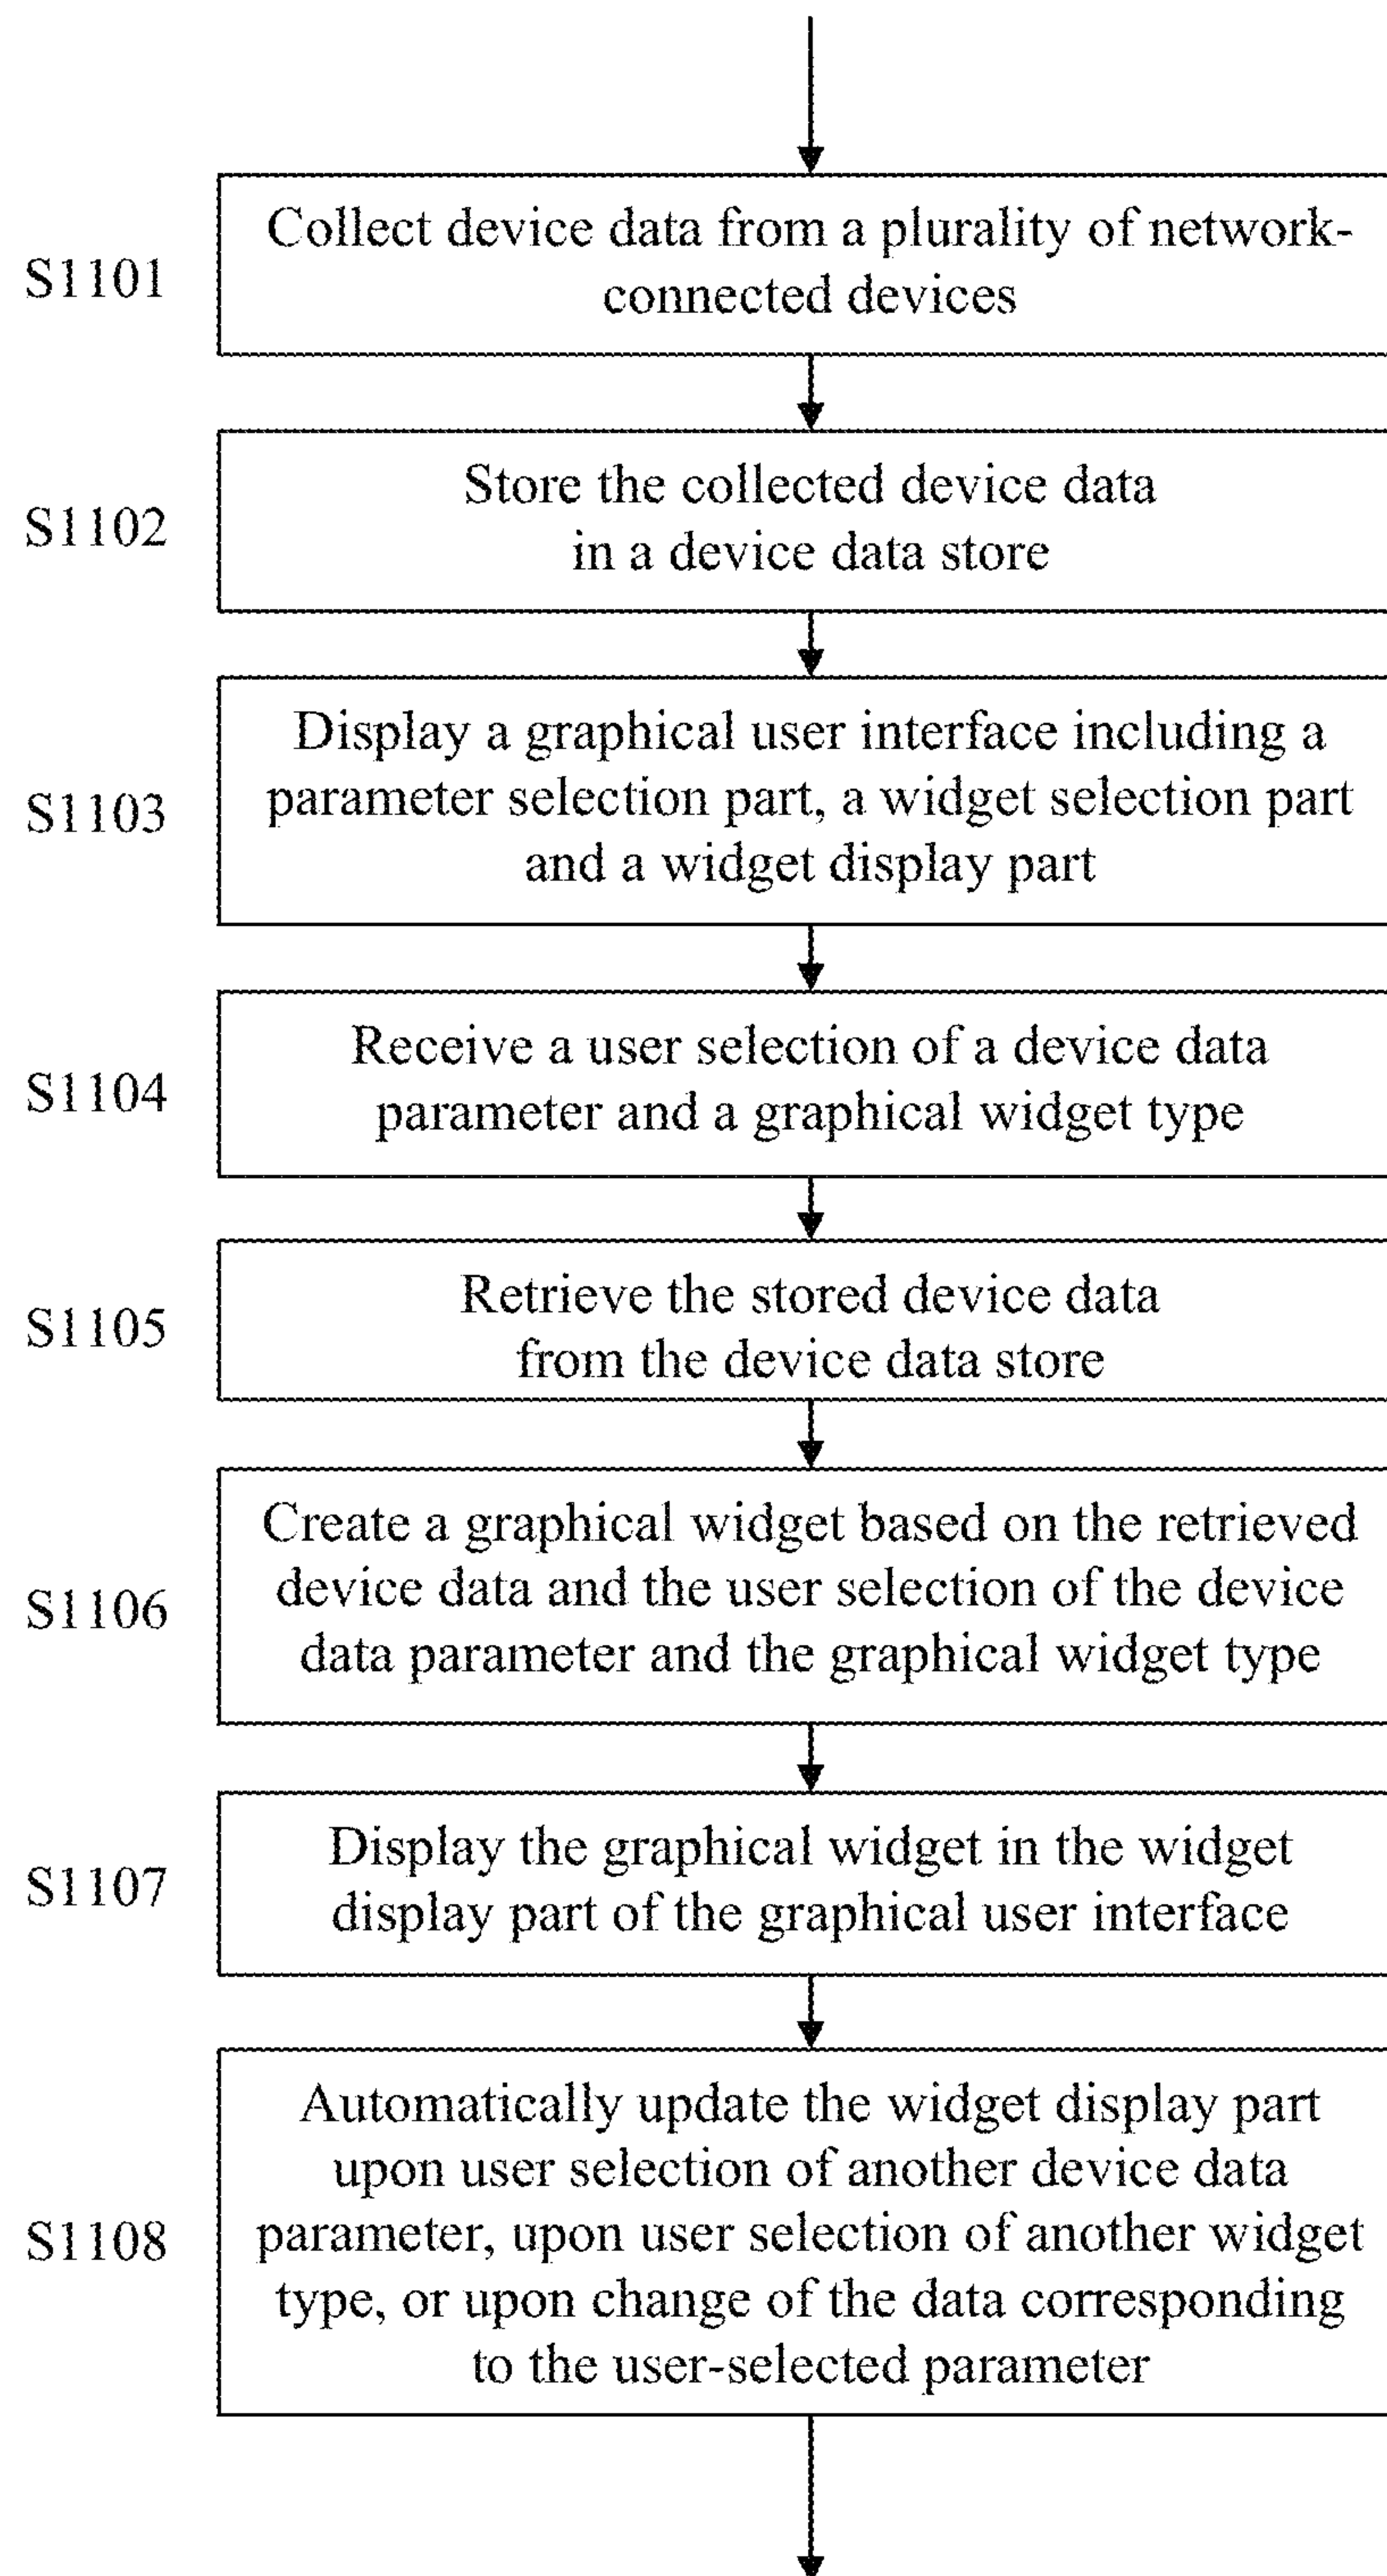 S1101
Collect device data from a plurality of network-
connected devices
S1102
Store the collected device data
in a device data store
S1103
Display a graphical user interface including a
parameter selection part, a widget selection part
and a widget display part
S1104
Receive a user selection of a device data
parameter and a graphical widget type
S1105
Retrieve the stored device data
from the device data store
S1106
Create a graphical widget based on the retrieved
device data and the user selection of the device
data parameter and the graphical widget type
S1107
Display the graphical widget in the widget
display part of the graphical user interface
S1108
Automatically update the widget display part
upon user selection of another device data
parameter, upon user selection of another widget
type, or upon change of the data corresponding
to the user-selected parameter